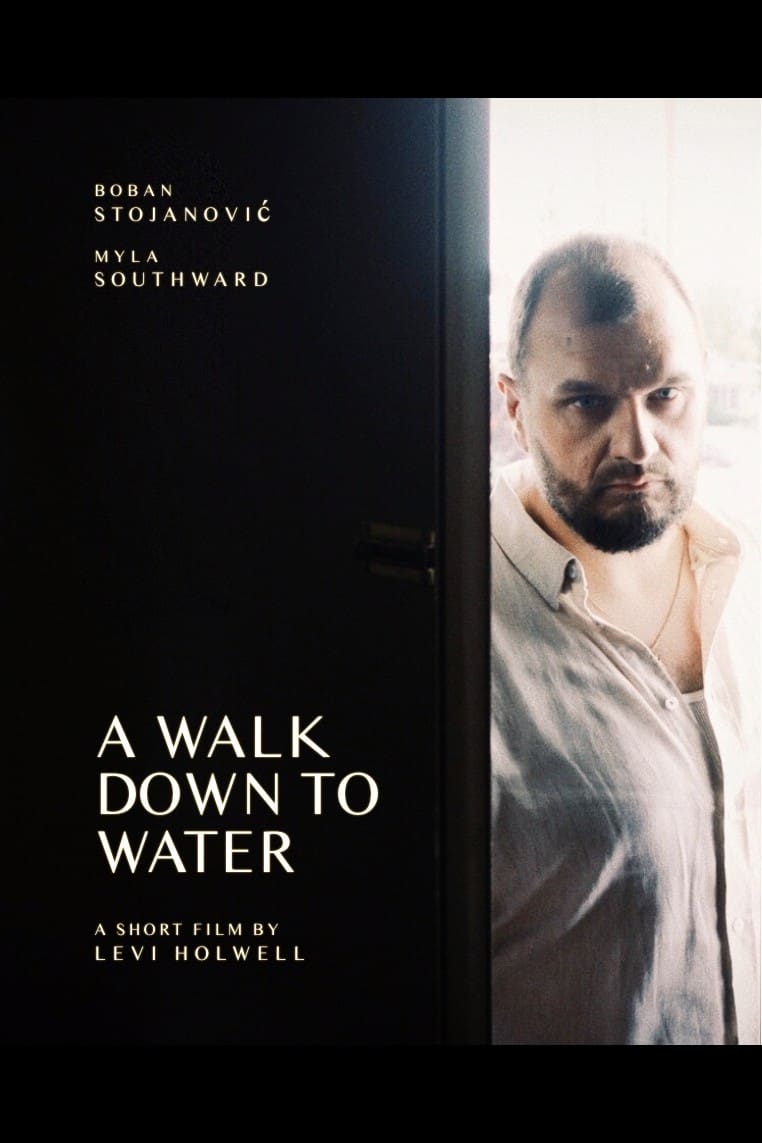 BOBAN
STOJANOVIĆ
MYLA
SOUTHWARD
A WALK
DOWN TO
WATER
A SHORT FILM BY
LEVI HOLWELL